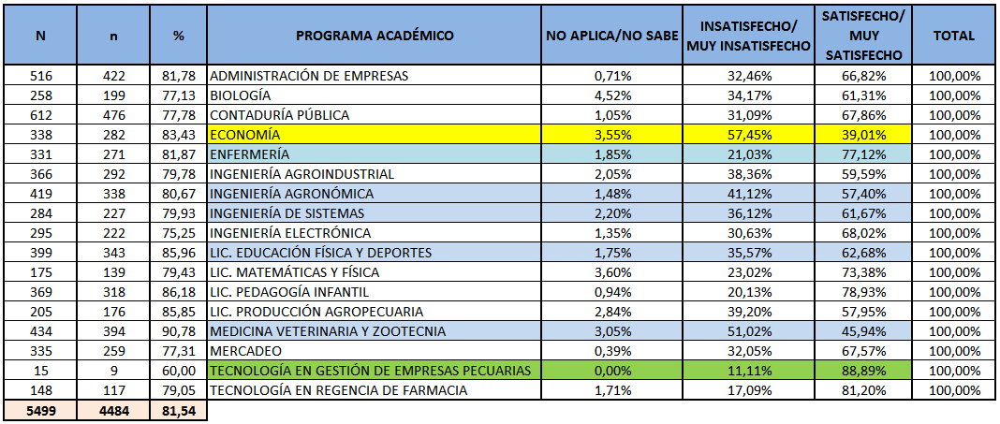 N n % PROGRAMA ACADÉMICO NO APLICA/NO SABE INSATISFECHO/ MUY INSATISFECHO SATISFECHO/ MUY SATISFECHO TOTAL
516 422 81,78 ADMINISTRACIÓN DE EMPRESAS 0,71% 32,46% 66,82% 100,00%
258 199 77,13 BIOLOGÍA 4,52% 34,17% 61,31% 100,00%
612 476 77,78 CONTADURÍA PÚBLICA 1,05% 31,09% 67,86% 100,00%
338 282 83,43 ECONOMÍA 3,55% 57,45% 39,01% 100,00%
331 271 81,87 ENFERMERÍA 1,85% 21,03% 77,12% 100,00%
366 292 79,78 INGENIERÍA AGROINDUSTRIAL 2,05% 38,36% 59,59% 100,00%
419 338 80,67 INGENIERÍA AGRONÓMICA 1,48% 41,12% 57,40% 100,00%
284 227 79,93 INGENIERÍA DE SISTEMAS 2,20% 36,12% 61,67% 100,00%
295 222 75,25 INGENIERÍA ELECTRÓNICA 1,35% 30,63% 68,02% 100,00%
399 343 85,96 LIC. EDUCACIÓN FÍSICA Y DEPORTES 1,75% 35,57% 62,68% 100,00%
175 139 79,43 LIC. MATEMÁTICAS Y FÍSICA 3,60% 23,02% 73,38% 100,00%
369 318 86,18 LIC. PEDAGOGÍA INFANTIL 0,94% 20,13% 78,93% 100,00%
205 176 85,85 LIC. PRODUCCIÓN AGROPECUARIA 2,84% 39,20% 57,95% 100,00%
434 394 90,78 MEDICINA VETERINARIA Y ZOOTECNIA 3,05% 51,02% 45,94% 100,00%
335 259 77,31 MERCADEO 0,39% 32,05% 67,57% 100,00%
15 9 60,00 TECNOLOGÍA EN GESTIÓN DE EMPRESAS PECUARIAS 0,00% 11,11% 88,89% 100,00%
148 117 79,05 TECNOLOGÍA EN REGENCIA DE FARMACIA 1,71% 17,09% 81,20% 100,00%
5499 4484 81,54